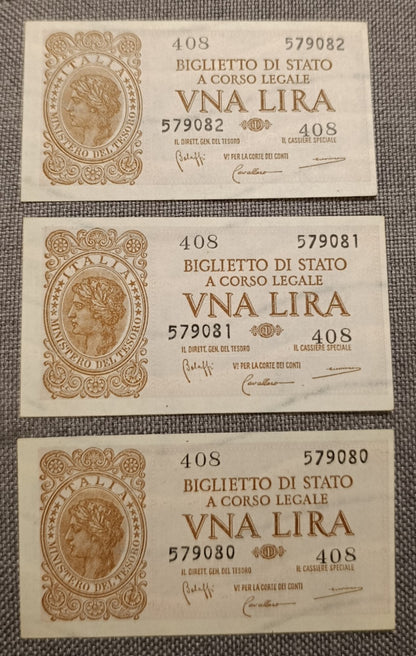 408 579082
ITALIA
BIGLIETTO DI STATO
A CORSO LEGALE
VNA LIRA
579082 408
MINISTERO DEL TESORO
IL DIRETT. GEN. DEL TESORO IL CASSIERE SPECIALE
Bolaffi VI PER LA CORTE DEI CONTI
Cavallaro
408 579081
ITALIA
BIGLIETTO DI STATO
A CORSO LEGALE
VNA LIRA
579081 408
MINISTERO DEL TESORO
IL DIRETT. GEN. DEL TESORO IL CASSIERE SPECIALE
Bolaffi VI PER LA CORTE DEI CONTI
Cavallaro
408 579080
ITALIA
BIGLIETTO DI STATO
A CORSO LEGALE
VNA LIRA
579080 408
MINISTERO DEL TESORO
IL DIRETT. GEN. DEL TESORO IL CASSIERE SPECIALE
Bolaffi VI PER LA CORTE DEI CONTI
Cavallaro